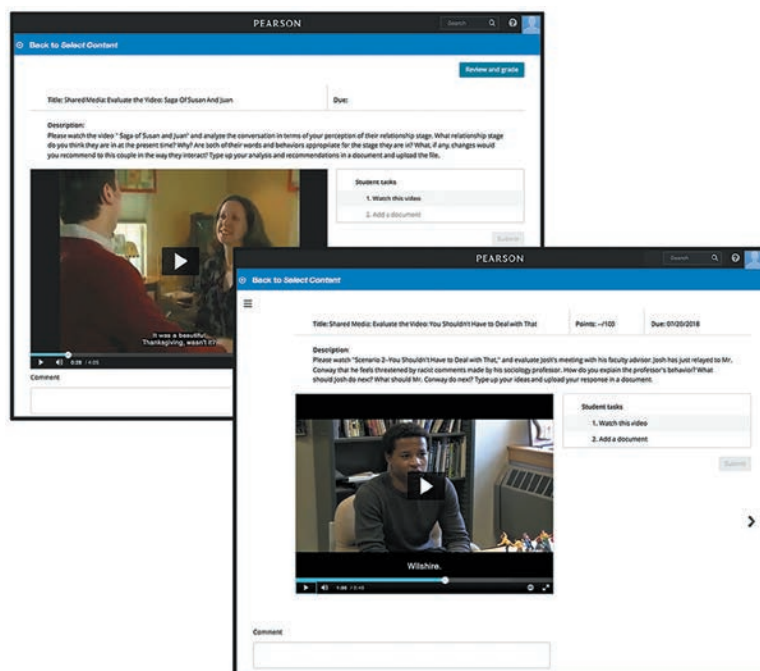 PEARSON
Search
Back to Select Content
Review and grade
Title: Shared Media: Evaluate the Video: Saga Of Susan And Juan
Due:
Description:
Please watch the video " Saga of Susan and Juan" and analyze the conversation in terms of your perception of their relationship stage. What relationship stage
do you think they are in at the present time? Why? Are both of their words and behaviors appropriate for the stage they are in? What, if any, changes would
you recommend to this couple in the way they interact? Type up your analysis and recommendations in a document and upload the file.
Student tasks
1. Watch this video
2. Add a document
Submit
It was a beautiful
Thanksgiving, wasn't it?
Comment
PEARSON
Search
Back to Select Content
Title: Shared Media: Evaluate the Video: You Shouldn't Have to Deal with That
Points: --/100
Due: 01/20/2018
Description:
Please watch "Scenario 2–You Shouldn't Have to Deal with That," and evaluate Josh's meeting with his faculty advisor. Josh has just relayed to Mr.
Conway that he feels threatened by racist comments made by his sociology professor. How do you explain the professor's behavior? What
should Josh do next? What should Mr. Conway do next? Type up your ideas and upload your response in a document.
Student tasks
1. Watch this video
2. Add a document
Submit
Wilshire.
Comment